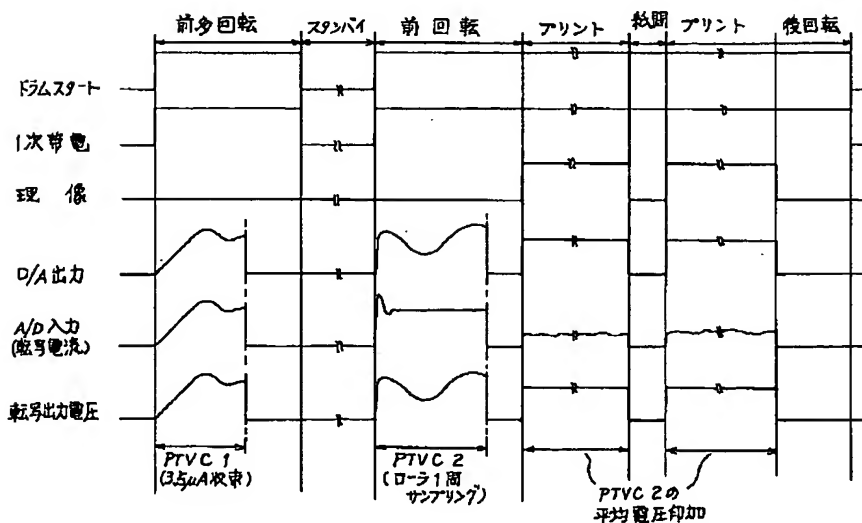 前多回転 スタンバイ 前回転 プリント 紙間 プリント 後回転
ドラムスタート
1次帯電
現像
D/A出力
A/D入力
(転写電流)
転写出力電圧
PTVC 1
(35μA収束)
PTVC 2
(ローラ1周
サンプリング)
PTVC 2の
平均電圧印加